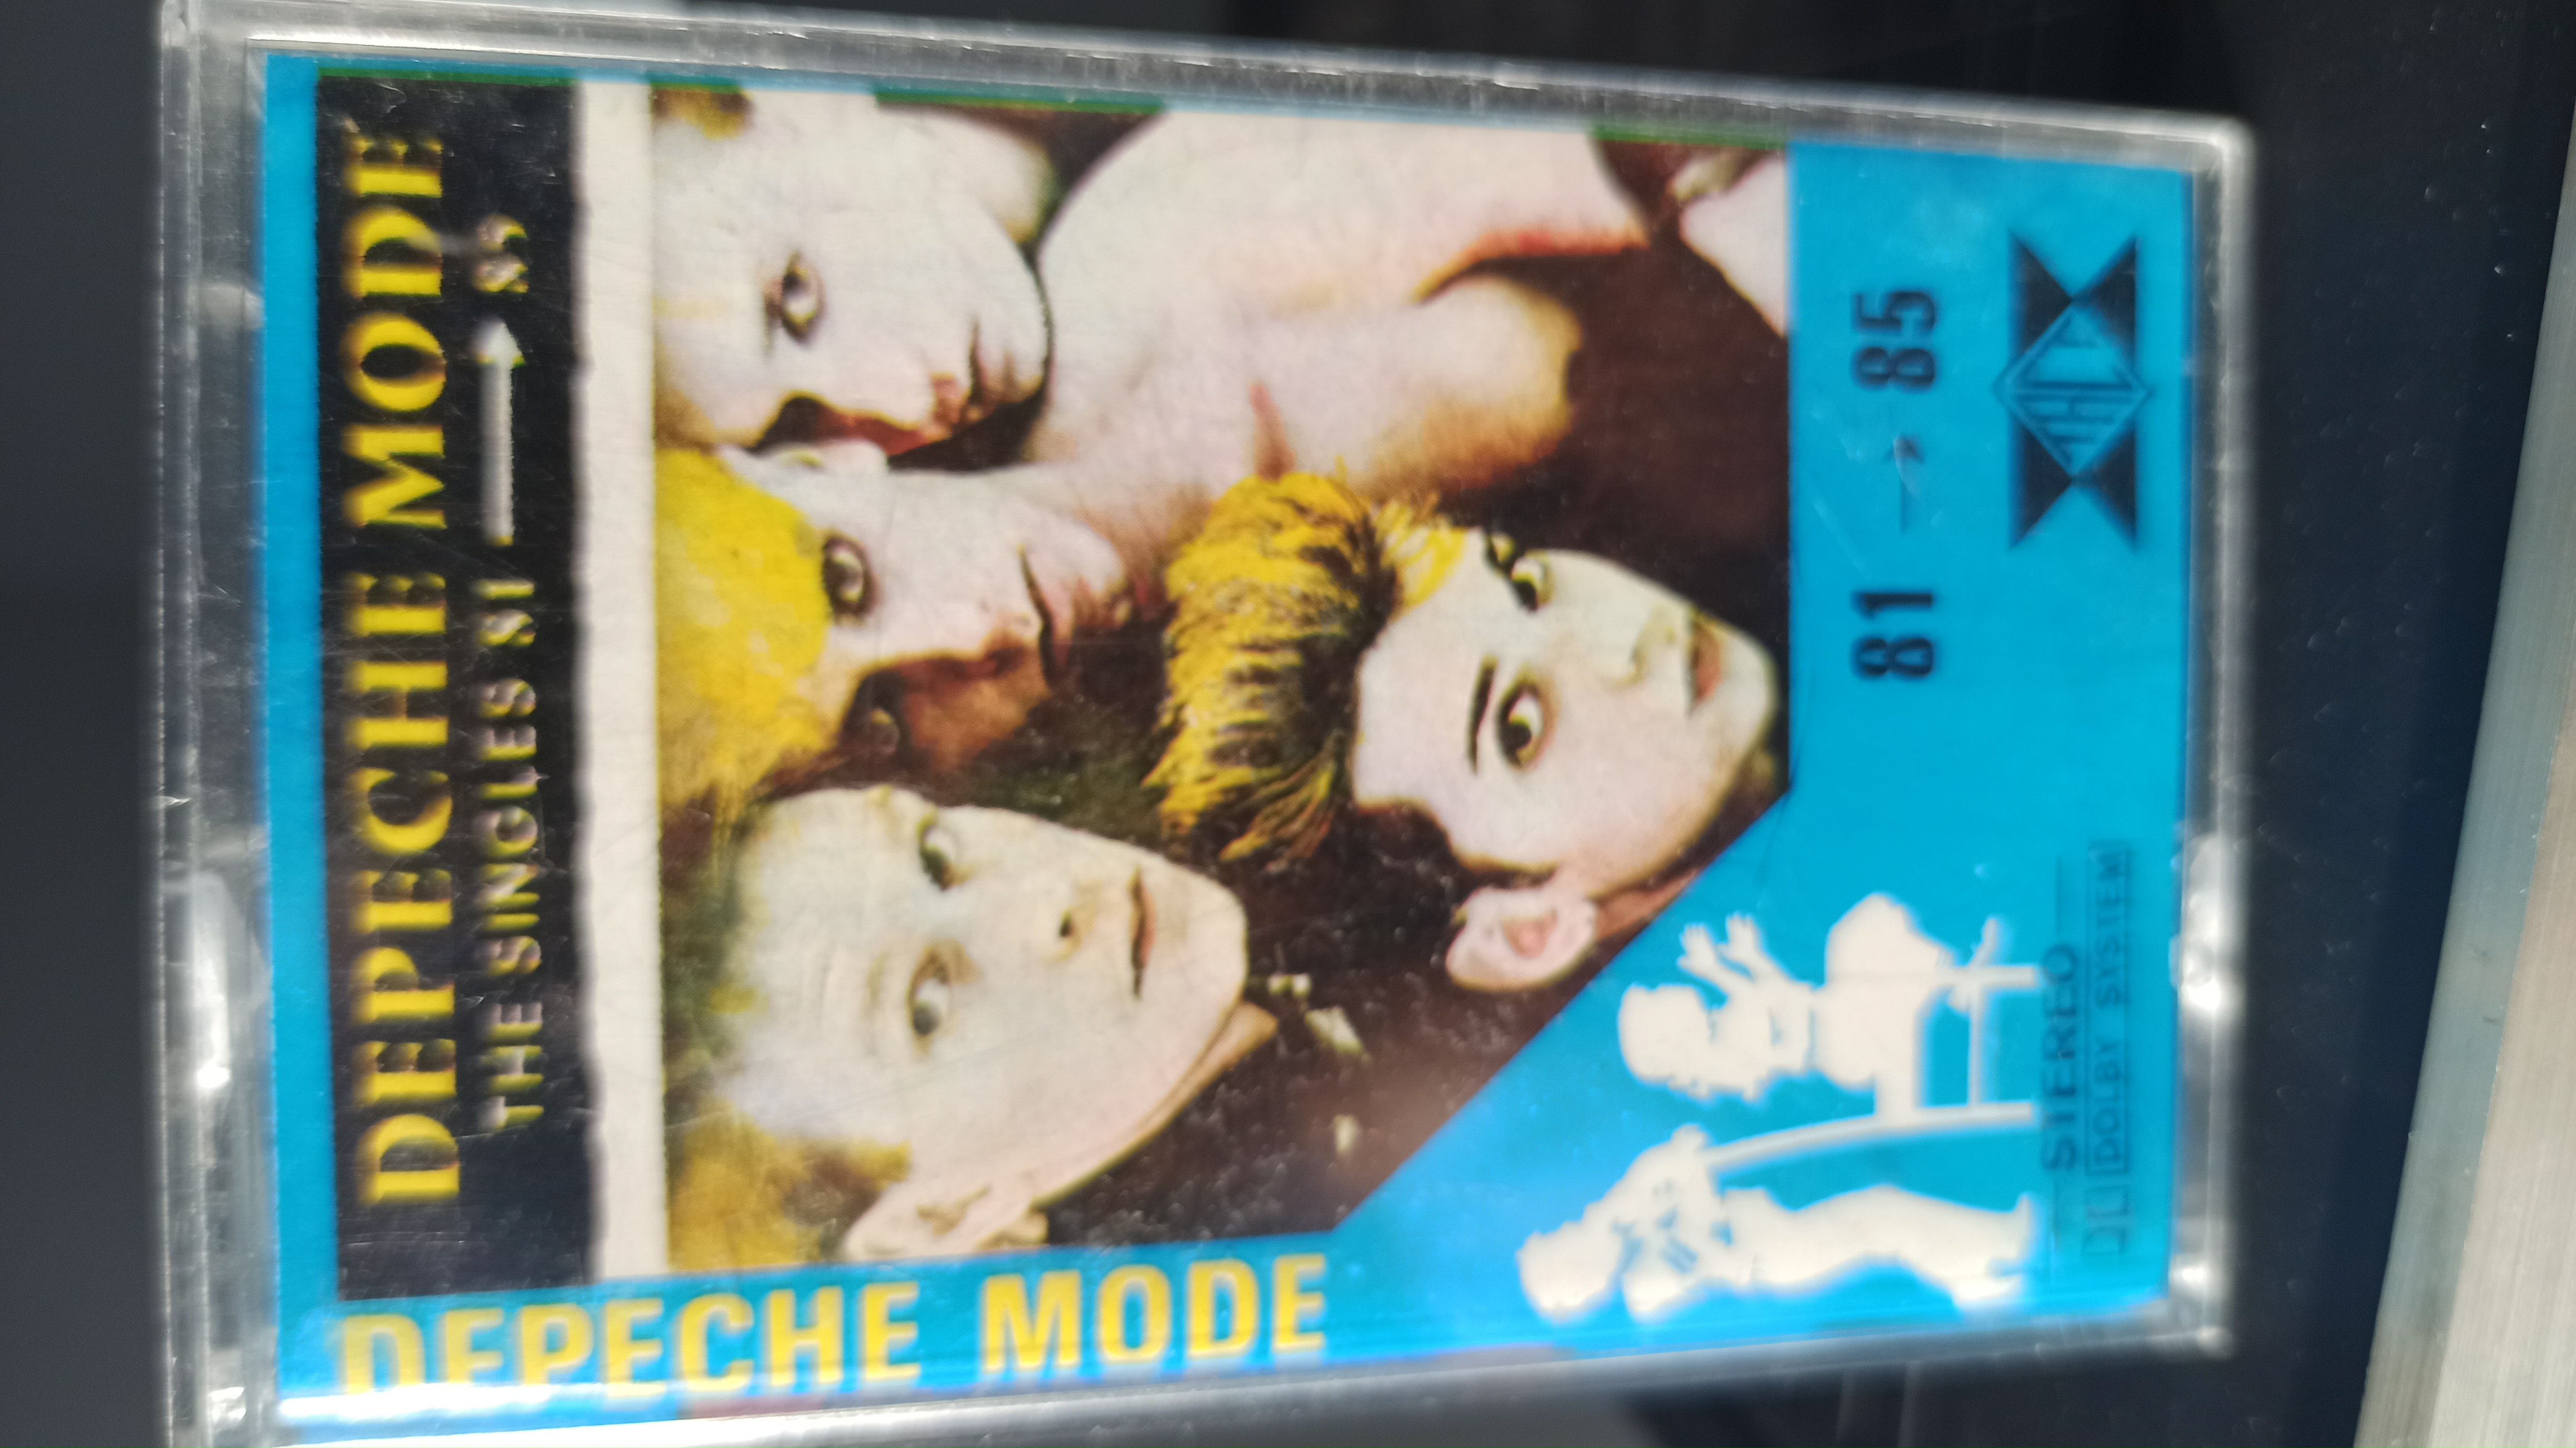 DEPECHE MODE
THE SINGLES 81 → 85
DEPECHE MODE
81 → 85
STEREO
DOLBY SYSTEM